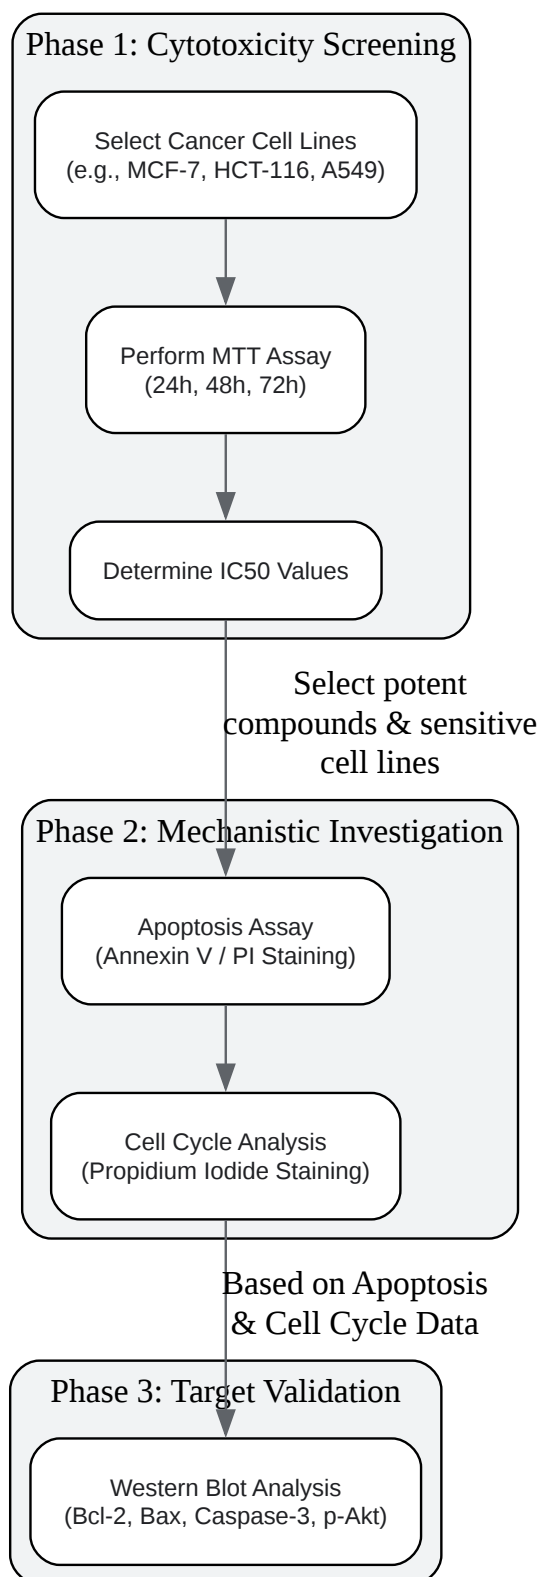 Phase 1: Cytotoxicity Screening
Select Cancer Cell Lines
(e.g., MCF-7, HCT-116, A549)
Perform MTT Assay
(24h, 48h, 72h)
Determine IC50 Values
Select potent
compounds & sensitive
cell lines
Phase 2: Mechanistic Investigation
Apoptosis Assay
(Annexin V / PI Staining)
Cell Cycle Analysis
(Propidium Iodide Staining)
Based on Apoptosis
& Cell Cycle Data
Phase 3: Target Validation
Western Blot Analysis
(Bcl-2, Bax, Caspase-3, p-Akt)